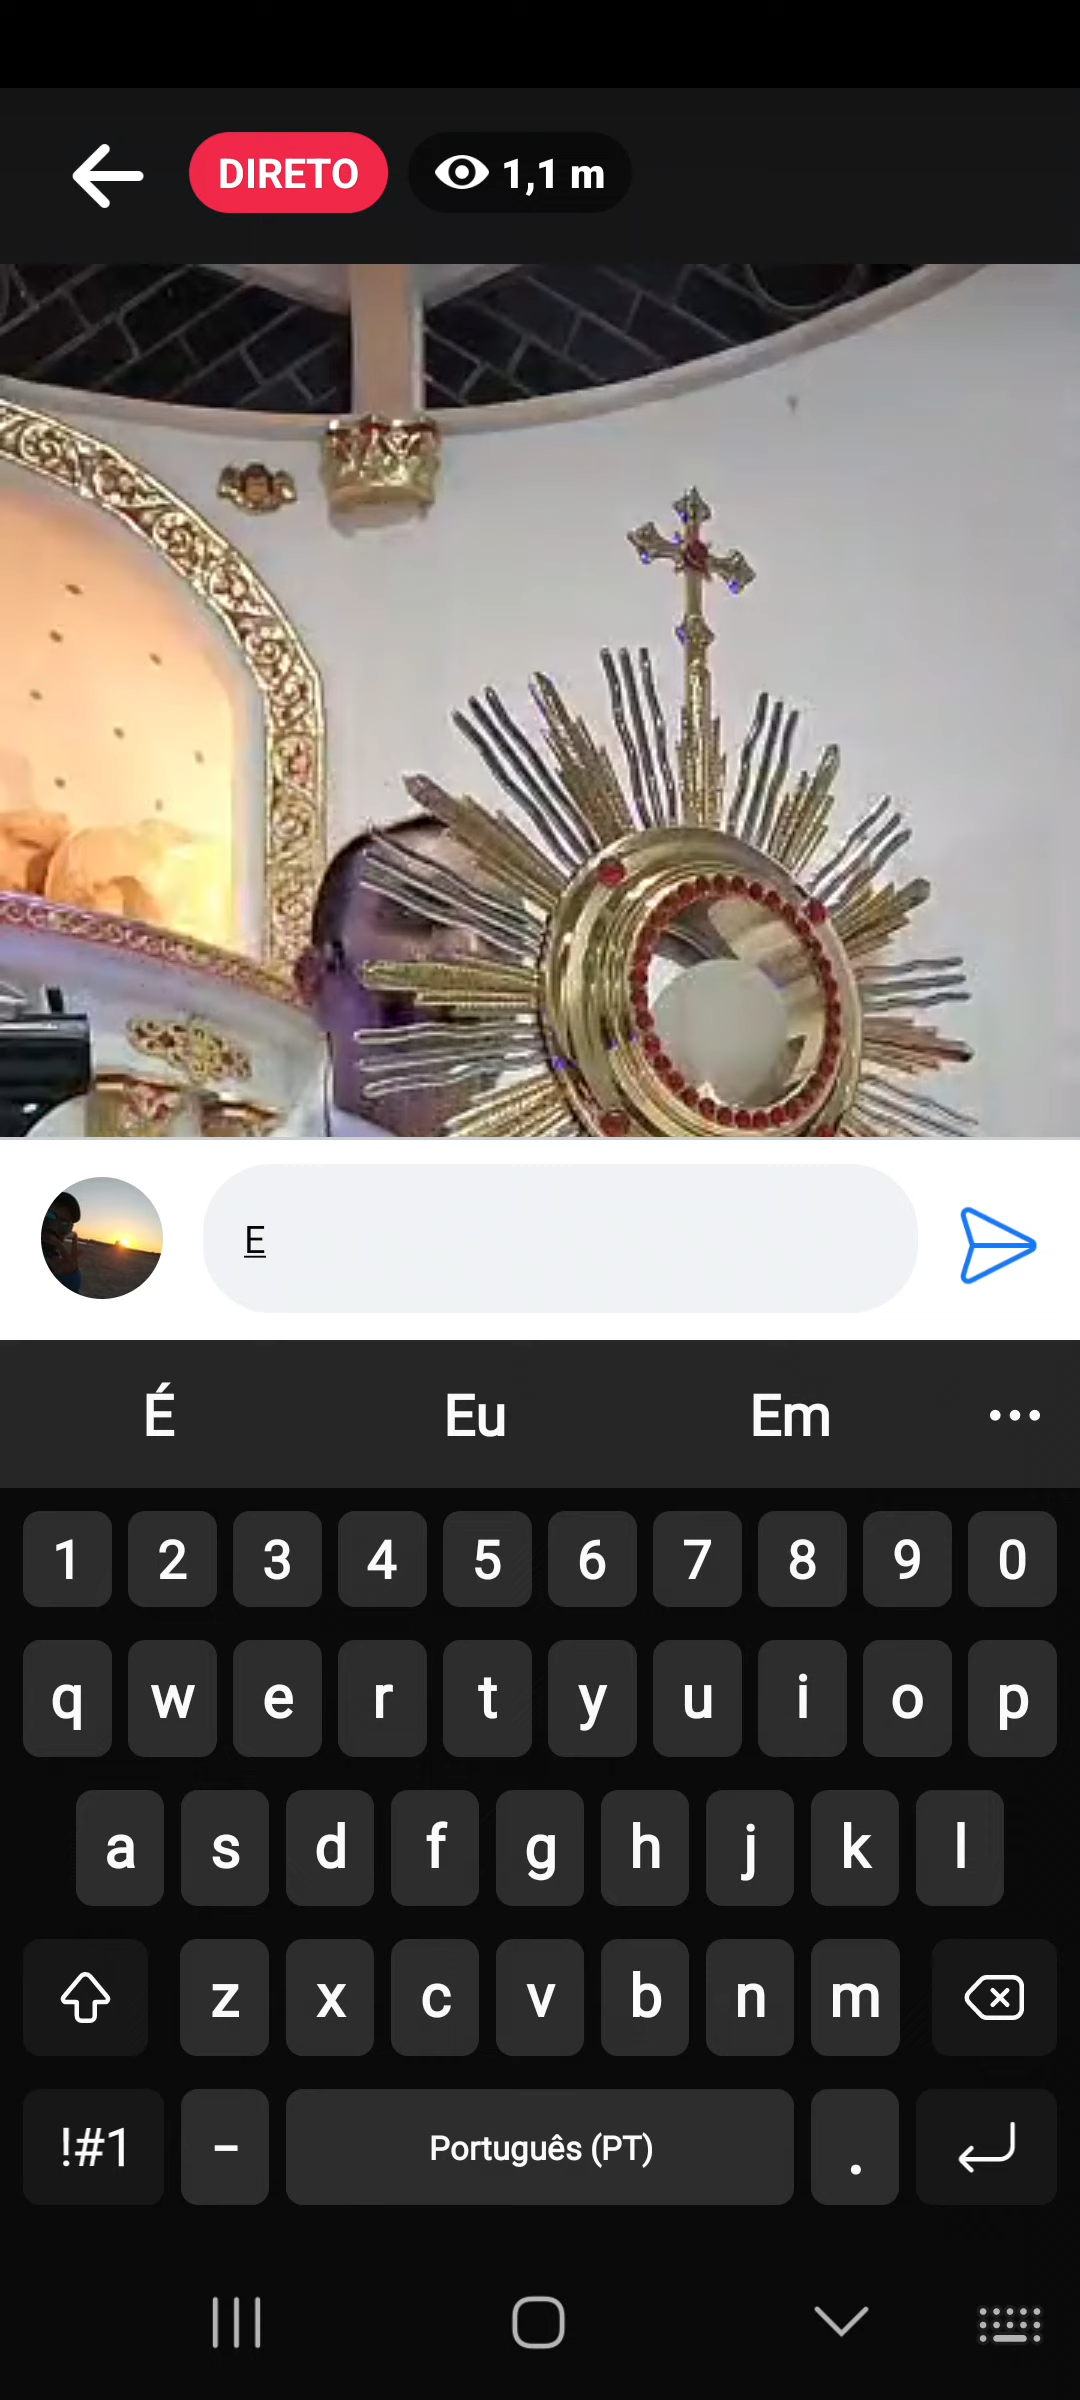 DIRETO 1,1 m
E
É Eu Em
1 2 3 4 5 6 7 8 9 0
q w e r t y u i o p
a s d f g h j k l
z x c v b n m
!#1 - Português (PT) .